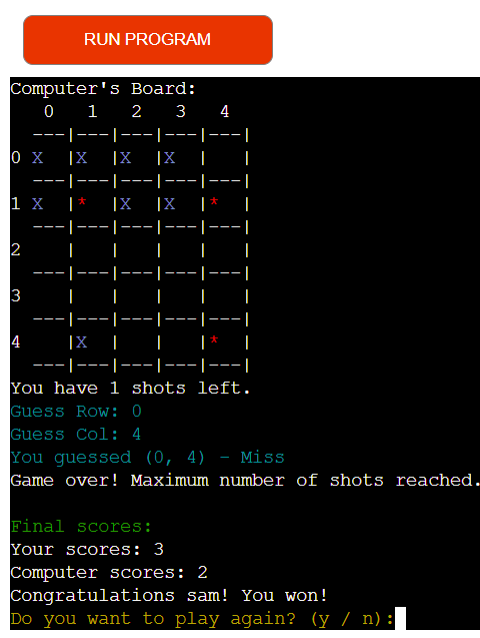 RUN PROGRAM
Computer's Board:
   0   1   2   3   4
  ---|---|---|---|---|
0 X  |X  |X  |X  |   |
  ---|---|---|---|---|
1 X  |*  |X  |X  |*  |
  ---|---|---|---|---|
2    |   |   |   |   |
  ---|---|---|---|---|
3    |   |   |   |   |
  ---|---|---|---|---|
4    |X  |   |   |*  |
  ---|---|---|---|---|
You have 1 shots left.
Guess Row: 0
Guess Col: 4
You guessed (0, 4) - Miss
Game over! Maximum number of shots reached.
Final scores:
Your scores: 3
Computer scores: 2
Congratulations sam! You won!
Do you want to play again? (y / n):